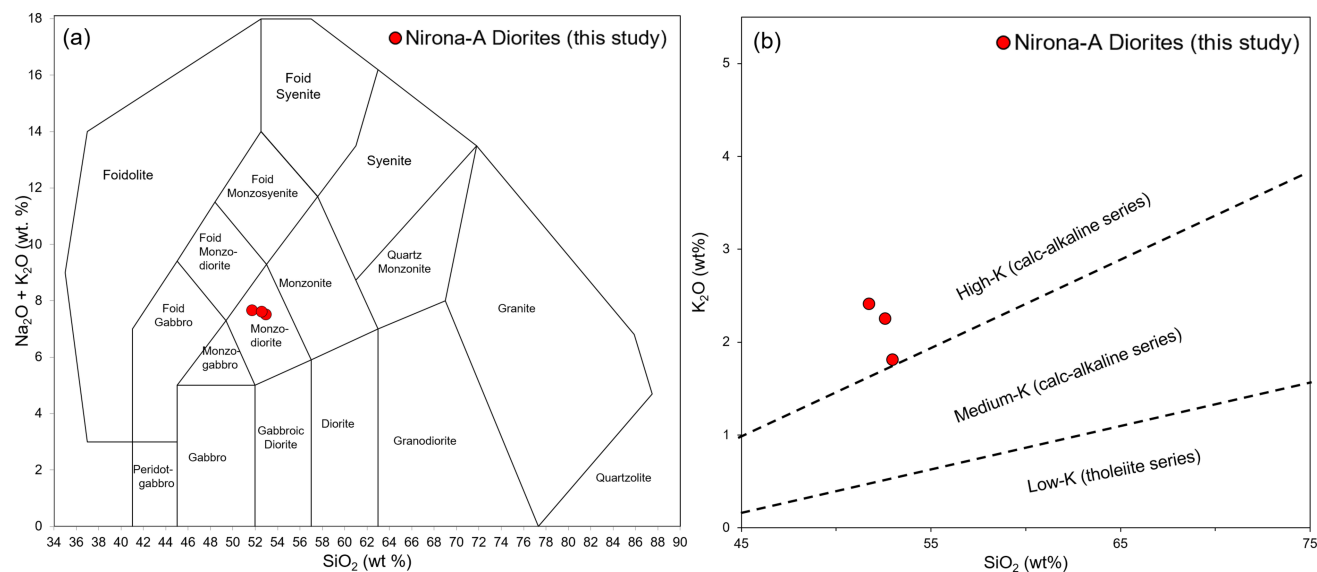 (a)
Nirona-A Diorites (this study)
Foid
Syenite
Foidolite
Syenite
Foid
Monzosyenite
Foid
Monzo-
diorite
Quartz
Monzonite
Monzonite
Foid
Gabbro
Granite
Monzo-
diorite
Monzo-
gabbro
Gabbroic
Diorite
Diorite
Granodiorite
Gabbro
Peridot-
gabbro
Quartzolite
Na2O + K2O (wt. %)
18
16
14
12
10
8
6
4
2
0
34 36 38 40 42 44 46 48 50 52 54 56 58 60 62 64 66 68 70 72 74 76 78 80 82 84 86 88 90
SiO2 (wt %)
(b)
Nirona-A Diorites (this study)
High-K (calc-alkaline series)
Medium-K (calc-alkaline series)
Low-K (tholeiite series)
K2O (wt%)
5
4
3
2
1
0
45 55 65 75
SiO2 (wt%)